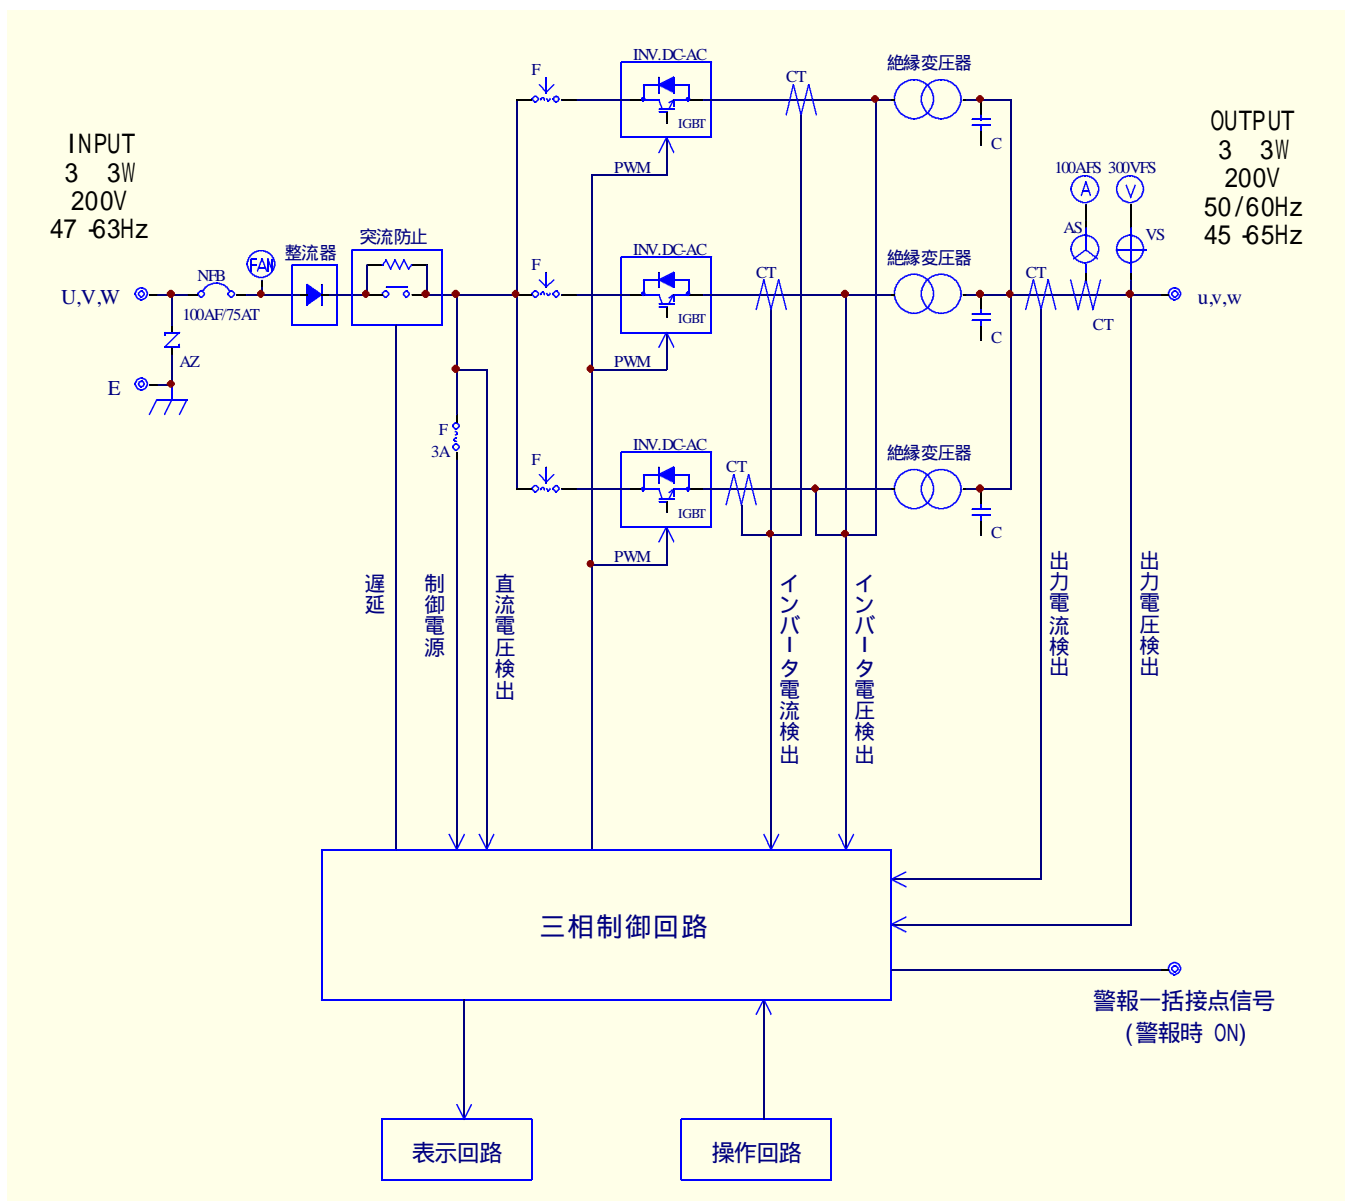 INPUT
3 3W
200V
47-63Hz
U,V,W
E
NFB
100AF/75AT
AZ
FAN
整流器
突流防止
F
3A
F
INV.DC-AC
IGBT
PWM
CT
絶縁変圧器
C
F
INV.DC-AC
IGBT
PWM
CT
絶縁変圧器
C
F
INV.DC-AC
IGBT
PWM
CT
絶縁変圧器
C
OUTPUT
3 3W
200V
50/60Hz
45-65Hz
100AFS
300VFS
A
V
AS
VS
CT
CT
u,v,w
遅延
制御電源
直流電圧検出
インバータ電流検出
インバータ電圧検出
出力電流検出
出力電圧検出
三相制御回路
警報一括接点信号
(警報時 ON)
表示回路
操作回路